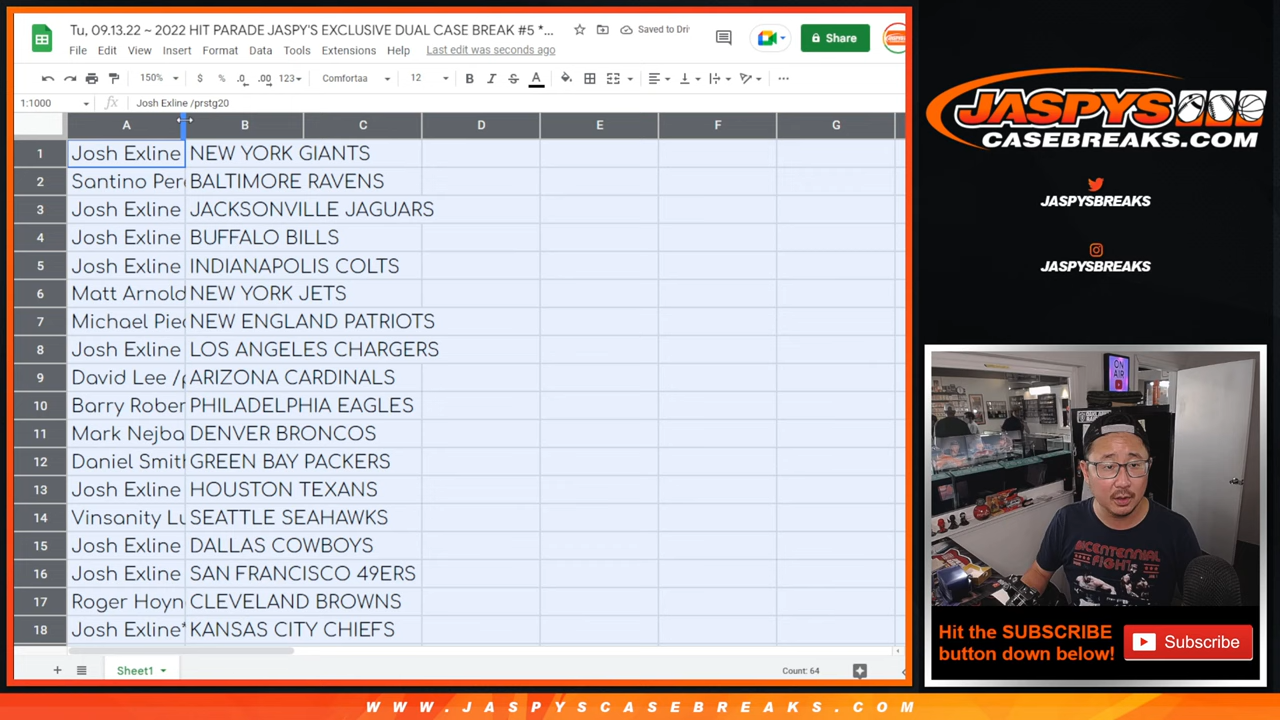 Tu, 09.13.22 ~ 2022 HIT PARADE JASPY'S EXCLUSIVE DUAL CASE BREAK #5 *...
Saved to Dri
Share
File Edit View Insert Format Data Tools Extensions Help Last edit was seconds ago
150% $ % .0 .00 123 Comfortaa 12 B I S A
1:1000 fx Josh Exline /prstg20
A B C D E F G
1 Josh Exline NEW YORK GIANTS
2 Santino Per BALTIMORE RAVENS
3 Josh Exline JACKSONVILLE JAGUARS
4 Josh Exline BUFFALO BILLS
5 Josh Exline INDIANAPOLIS COLTS
6 Matt Arnold NEW YORK JETS
7 Michael Pie NEW ENGLAND PATRIOTS
8 Josh Exline LOS ANGELES CHARGERS
9 David Lee / ARIZONA CARDINALS
10 Barry Rober PHILADELPHIA EAGLES
11 Mark Nejba DENVER BRONCOS
12 Daniel Smith GREEN BAY PACKERS
13 Josh Exline HOUSTON TEXANS
14 Vinsanity Lu SEATTLE SEAHAWKS
15 Josh Exline DALLAS COWBOYS
16 Josh Exline SAN FRANCISCO 49ERS
17 Roger Hoyn CLEVELAND BROWNS
18 Josh Exline* KANSAS CITY CHIEFS
Sheet1
Count: 64
JASPYS
CASEBREAKS.COM
JASPYSBREAKS
JASPYSBREAKS
ON AIR
BICENTENNIAL
FIGHT
Hit the SUBSCRIBE
button down below!
Subscribe
WWW.JASPYSCASEBREAKS.COM